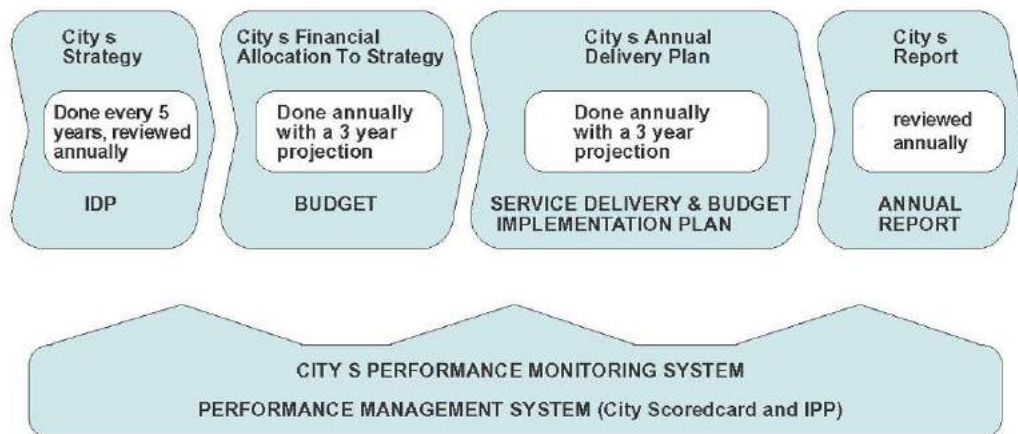 City s
Strategy
Done every 5
years, reviewed
annually
IDP
City s Financial
Allocation To Strategy
Done annually
with a 3 year
projection
BUDGET
City s Annual
Delivery Plan
Done annually
with a 3 year
projection
SERVICE DELIVERY & BUDGET
IMPLEMENTATION PLAN
City s
Report
reviewed
annually
ANNUAL
REPORT
CITY S PERFORMANCE MONITORING SYSTEM
PERFORMANCE MANAGEMENT SYSTEM (City Scoredcard and IPP)